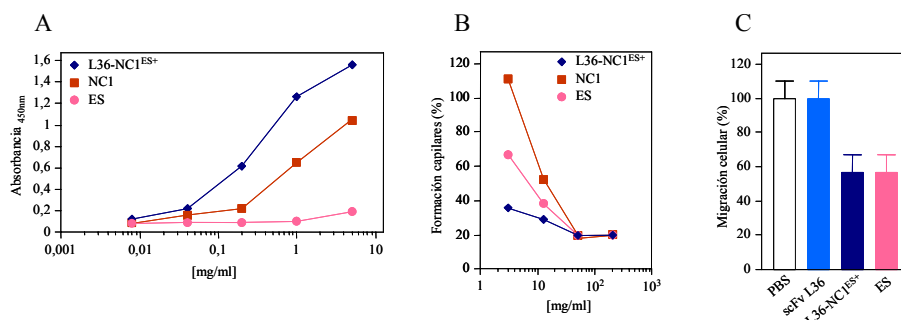 A
Absorbancia 450nm
1,6
1,4
1,2
1
0,8
0,6
0,4
0,2
0
0,001
0,01
0,1
1
10
[mg/ml]
L36-NC1ES+
NC1
ES
B
Formación capilares (%)
120
100
80
60
40
20
0
1
10
10²
10³
[mg/ml]
L36-NC1ES+
NC1
ES
C
Migración celular (%)
120
100
80
60
40
20
0
PBS
scFv L36
L36-NC1ES+
ES